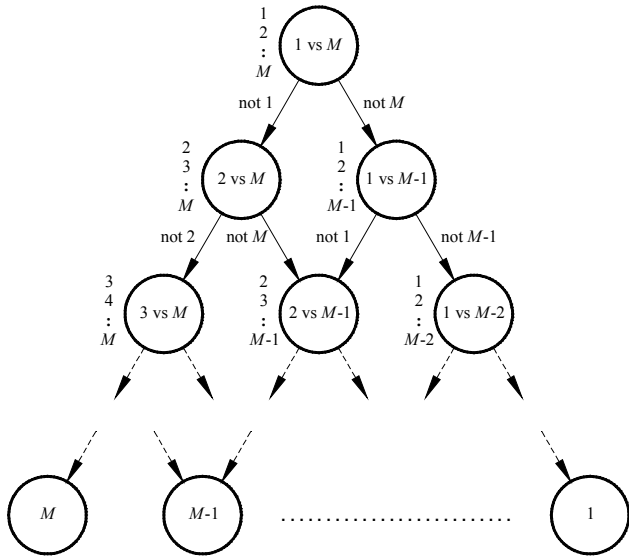 1
2
:
M
1 vs M
not 1
not M
2
3
:
M
2 vs M
1
2
:
M-1
1 vs M-1
not 2
not M
not 1
not M-1
3
4
:
M
3 vs M
2
3
:
M-1
2 vs M-1
1
2
:
M-2
1 vs M-2
M
M-1
..............................
1